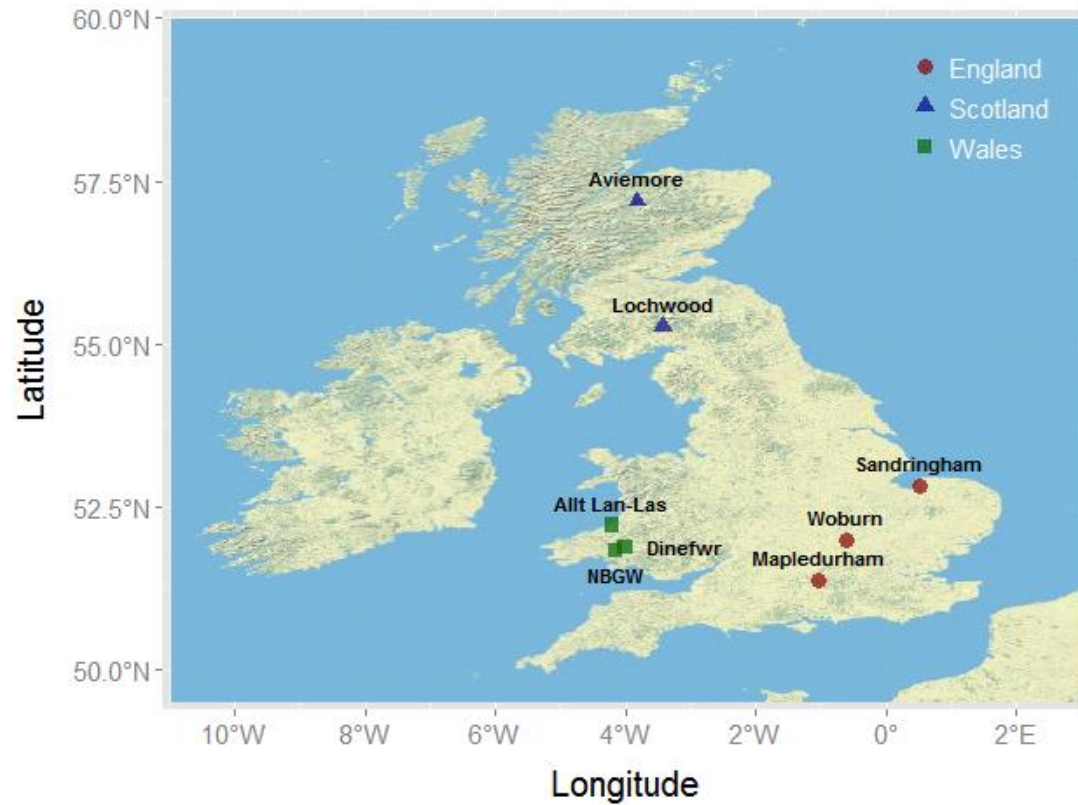 60.0°N
57.5°N
55.0°N
52.5°N
50.0°N
Latitude
England
Scotland
Wales
Aviemore
Lochwood
Sandringham
Allt Lan-Las
Woburn
Dinefwr
Mapledurham
NBGW
10°W 8°W 6°W 4°W 2°W 0° 2°E
Longitude